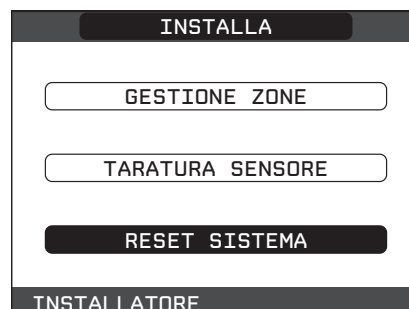 INSTALLA
GESTIONE ZONE
TARATURA SENSORE
RESET SISTEMA
INSTALLATORE